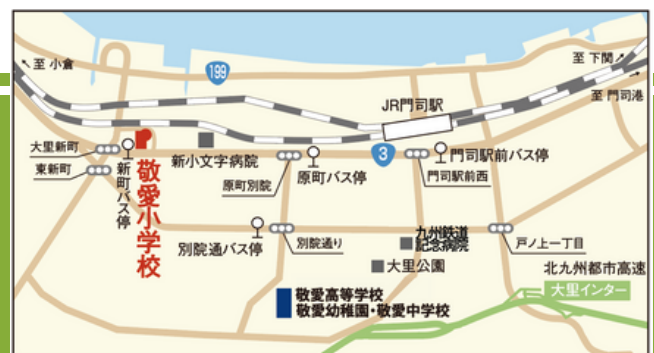 至 小倉
199
至 下関
至 門司港
JR門司駅
大里新町
東新町
新町バス停
敬愛小学校
新小文字病院
原町別院
原町バス停
3
門司駅前西
門司駅前バス停
別院通バス停
別院通り
九州鉄道
記念病院
大里公園
戸ノ上一丁目
北九州都市高速
大里インター
敬愛高等学校
敬愛幼稚園・敬愛中学校